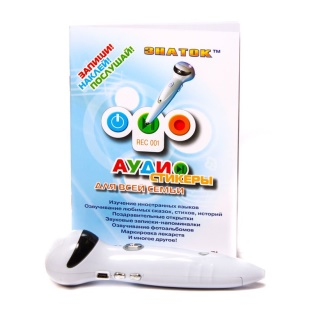 ЗНАТОК™
ЗАПИШИ!
НАКЛЕЙ!
ПОСЛУШАЙ!
REC 001
АУДИО
СТИКЕРЫ
ДЛЯ ВСЕЙ СЕМЬИ
Изучение иностранных языков
Озвучивание любимых сказок, стихов, историй
Поздравительные открытки
Звуковые записки-напоминалки
Озвучивание фотоальбомов
Маркировка лекарств
И многое другое!